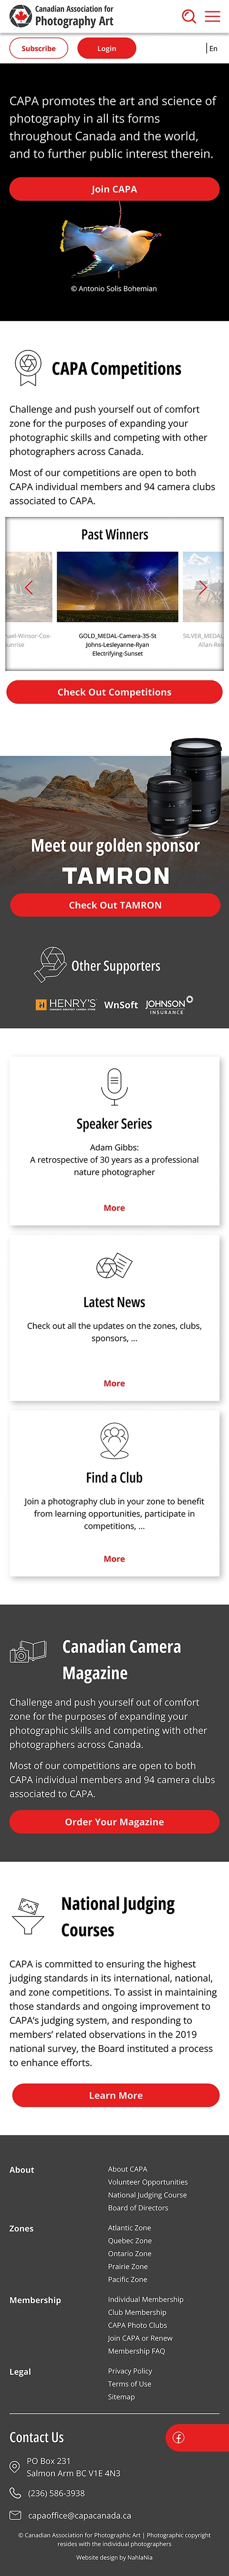 Canadian Association for
Photography Art
Subscribe
Login
En
CAPA promotes the art and science of
photography in all its forms
throughout Canada and the world,
and to further public interest therein.
Join CAPA
© Antonio Solis Bohemian
CAPA Competitions
Challenge and push yourself out of comfort
zone for the purposes of expanding your
photographic skills and competing with other
photographers across Canada.
Most of our competitions are open to both
CAPA individual members and 94 camera clubs
associated to CAPA.
Past Winners
GOLD_MEDAL-Camera-35-St
Johns-Lesleyanne-Ryan
Electrifying-Sunset
Check Out Competitions
Meet our golden sponsor
TAMRON
Check Out TAMRON
Other Supporters
HENRY'S
WnSoft
JOHNSON
INSURANCE
Speaker Series
Adam Gibbs:
A retrospective of 30 years as a professional
nature photographer
More
Latest News
Check out all the updates on the zones, clubs,
sponsors, ...
More
Find a Club
Join a photography club in your zone to benefit
from learning opportunities, participate in
competitions, ...
More
Canadian Camera
Magazine
Challenge and push yourself out of comfort
zone for the purposes of expanding your
photographic skills and competing with other
photographers across Canada.
Most of our competitions are open to both
CAPA individual members and 94 camera clubs
associated to CAPA.
Order Your Magazine
National Judging
Courses
CAPA is committed to ensuring the highest
judging standards in its international, national,
and zone competitions. To assist in maintaining
those standards and ongoing improvement to
CAPA's judging system, and responding to
members' related observations in the 2019
national survey, the Board instituted a process
to enhance efforts.
Learn More
About
About CAPA
Volunteer Opportunities
National Judging Course
Board of Directors
Zones
Atlantic Zone
Quebec Zone
Ontario Zone
Prairie Zone
Pacific Zone
Membership
Individual Membership
Club Membership
CAPA Photo Clubs
Join CAPA or Renew
Membership FAQ
Legal
Privacy Policy
Terms of Use
Sitemap
Contact Us
PO Box 231
Salmon Arm BC V1E 4N3
(236) 586-3938
capaoffice@capacanada.ca
© Canadian Association for Photographic Art | Photographic copyright
resides with the individual photographers
Website design by NahlaNia